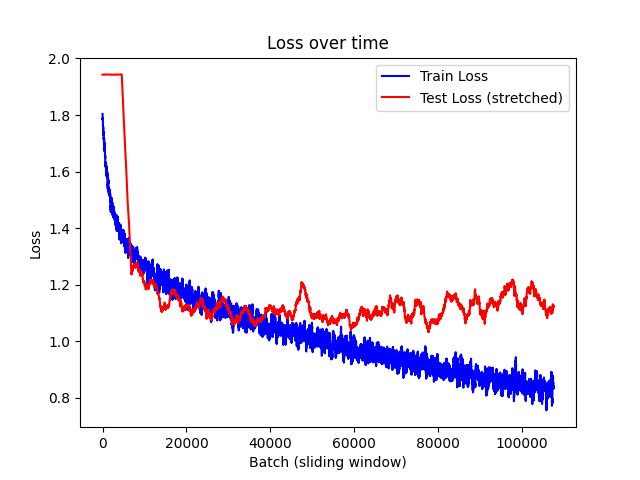 Loss over time
Train Loss
Test Loss (stretched)
Loss
2.0
1.8
1.6
1.4
1.2
1.0
0.8
0
20000
40000
60000
80000
100000
Batch (sliding window)